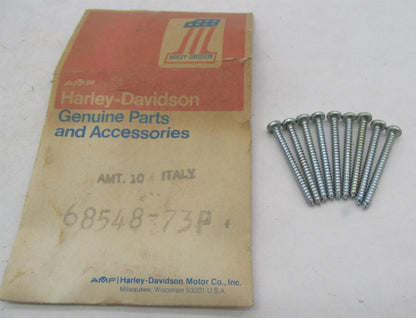 HARLEY-DAVIDSON
AMF
Harley-Davidson
Genuine Parts
and Accessories
AMT. 10 ITALY
68548-73P.
AMF | Harley-Davidson Motor Co., Inc.
Milwaukee, Wisconsin 53201 U.S.A.